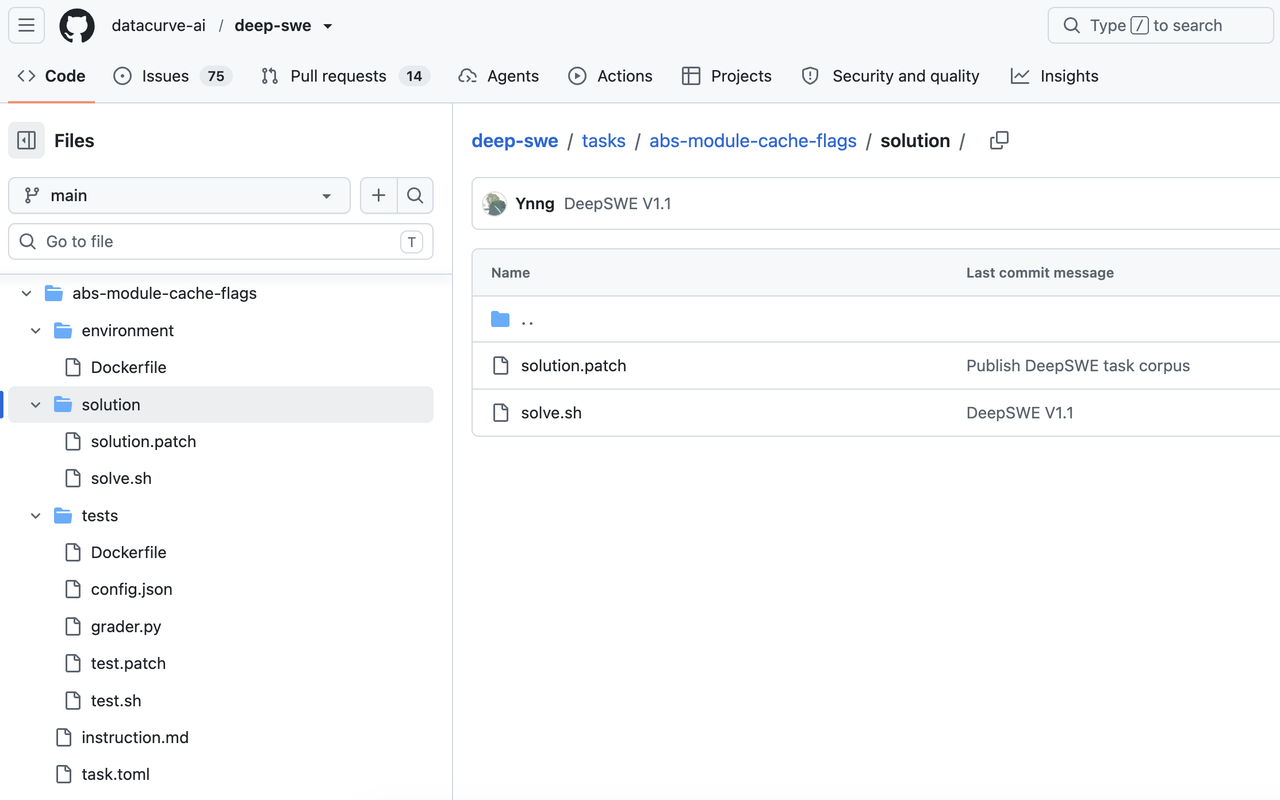 datacurve-ai / deep-swe
Type / to search
Code
Issues 75
Pull requests 14
Agents
Actions
Projects
Security and quality
Insights
Files
main
Go to file
T
abs-module-cache-flags
environment
Dockerfile
solution
solution.patch
solve.sh
tests
Dockerfile
config.json
grader.py
test.patch
test.sh
instruction.md
task.toml
deep-swe / tasks / abs-module-cache-flags / solution /
Ynng DeepSWE V1.1
Name Last commit message
..
solution.patch Publish DeepSWE task corpus
solve.sh DeepSWE V1.1